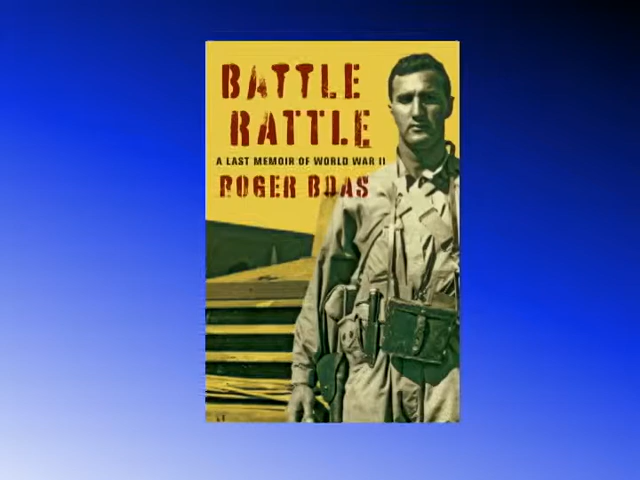 BATTLE
RATTLE
A LAST MEMOIR OF WORLD WAR II
ROGER BOAS